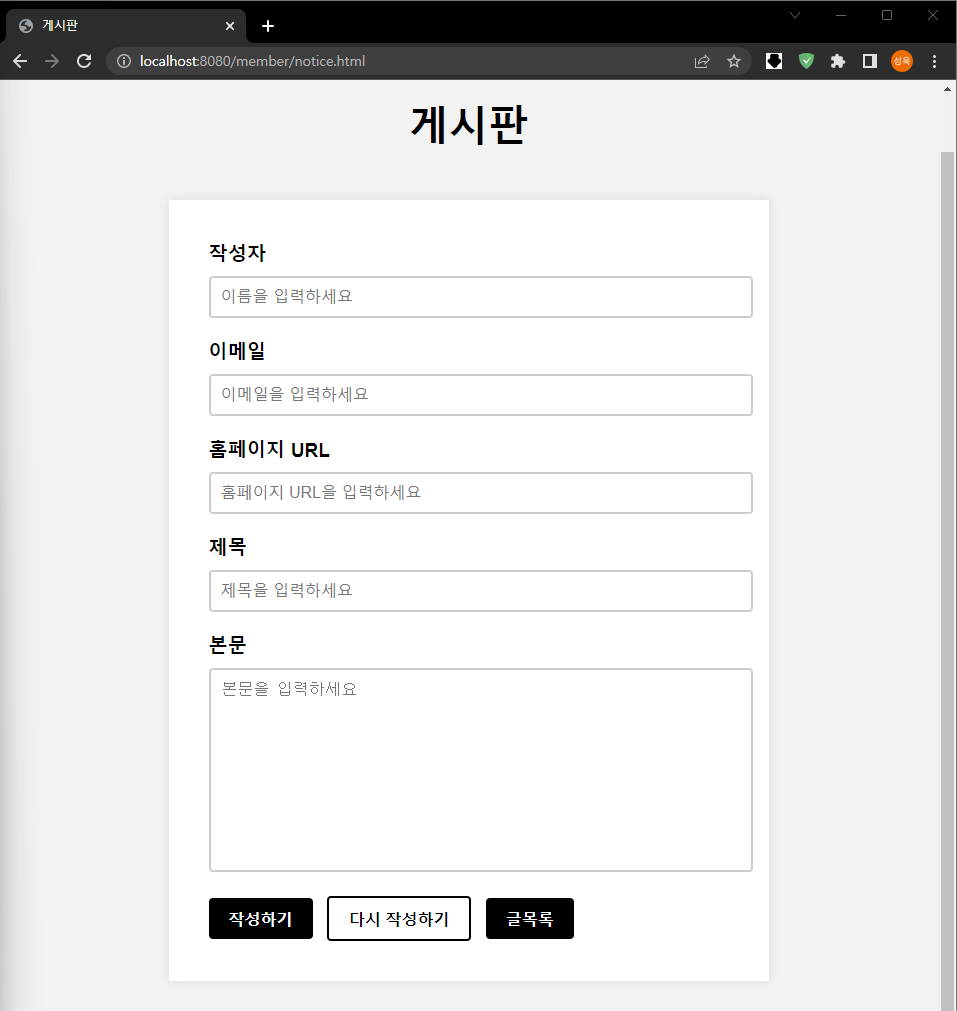 게시판
localhost:8080/member/notice.html
성욱
게시판
작성자
이름을 입력하세요
이메일
이메일을 입력하세요
홈페이지 URL
홈페이지 URL을 입력하세요
제목
제목을 입력하세요
본문
본문을 입력하세요
작성하기 다시 작성하기 글목록